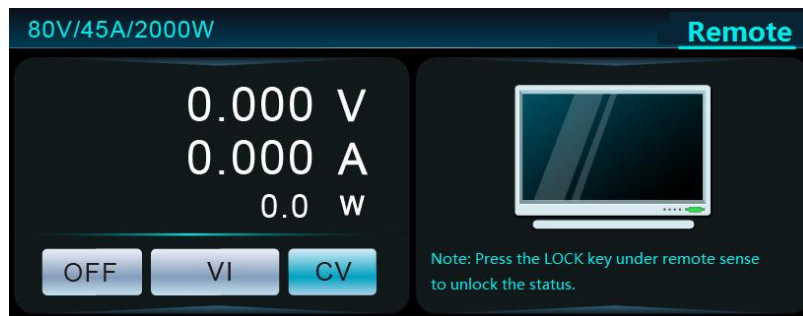 80V/45A/2000W
Remote
0.000 V
0.000 A
0.0 W
OFF VI CV
Note: Press the LOCK key under remote sense
to unlock the status.